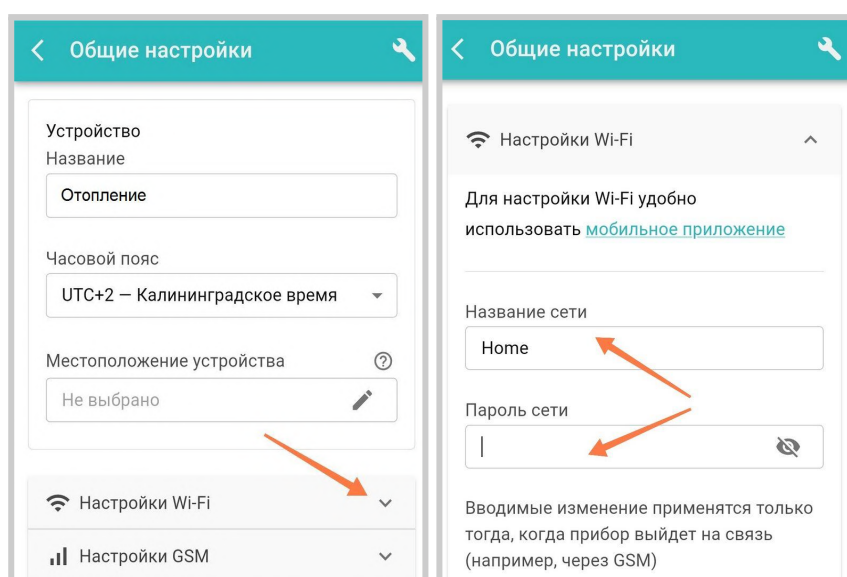 Общие настройки
Устройство
Название
Отопление
Часовой пояс
UTC+2 — Калининградское время
Местоположение устройства
Не выбрано
Настройки Wi-Fi
Настройки GSM
Общие настройки
Настройки Wi-Fi
Для настройки Wi-Fi удобно
использовать мобильное приложение
Название сети
Home
Пароль сети
Вводимые изменение применятся только
тогда, когда прибор выйдет на связь
(например, через GSM)